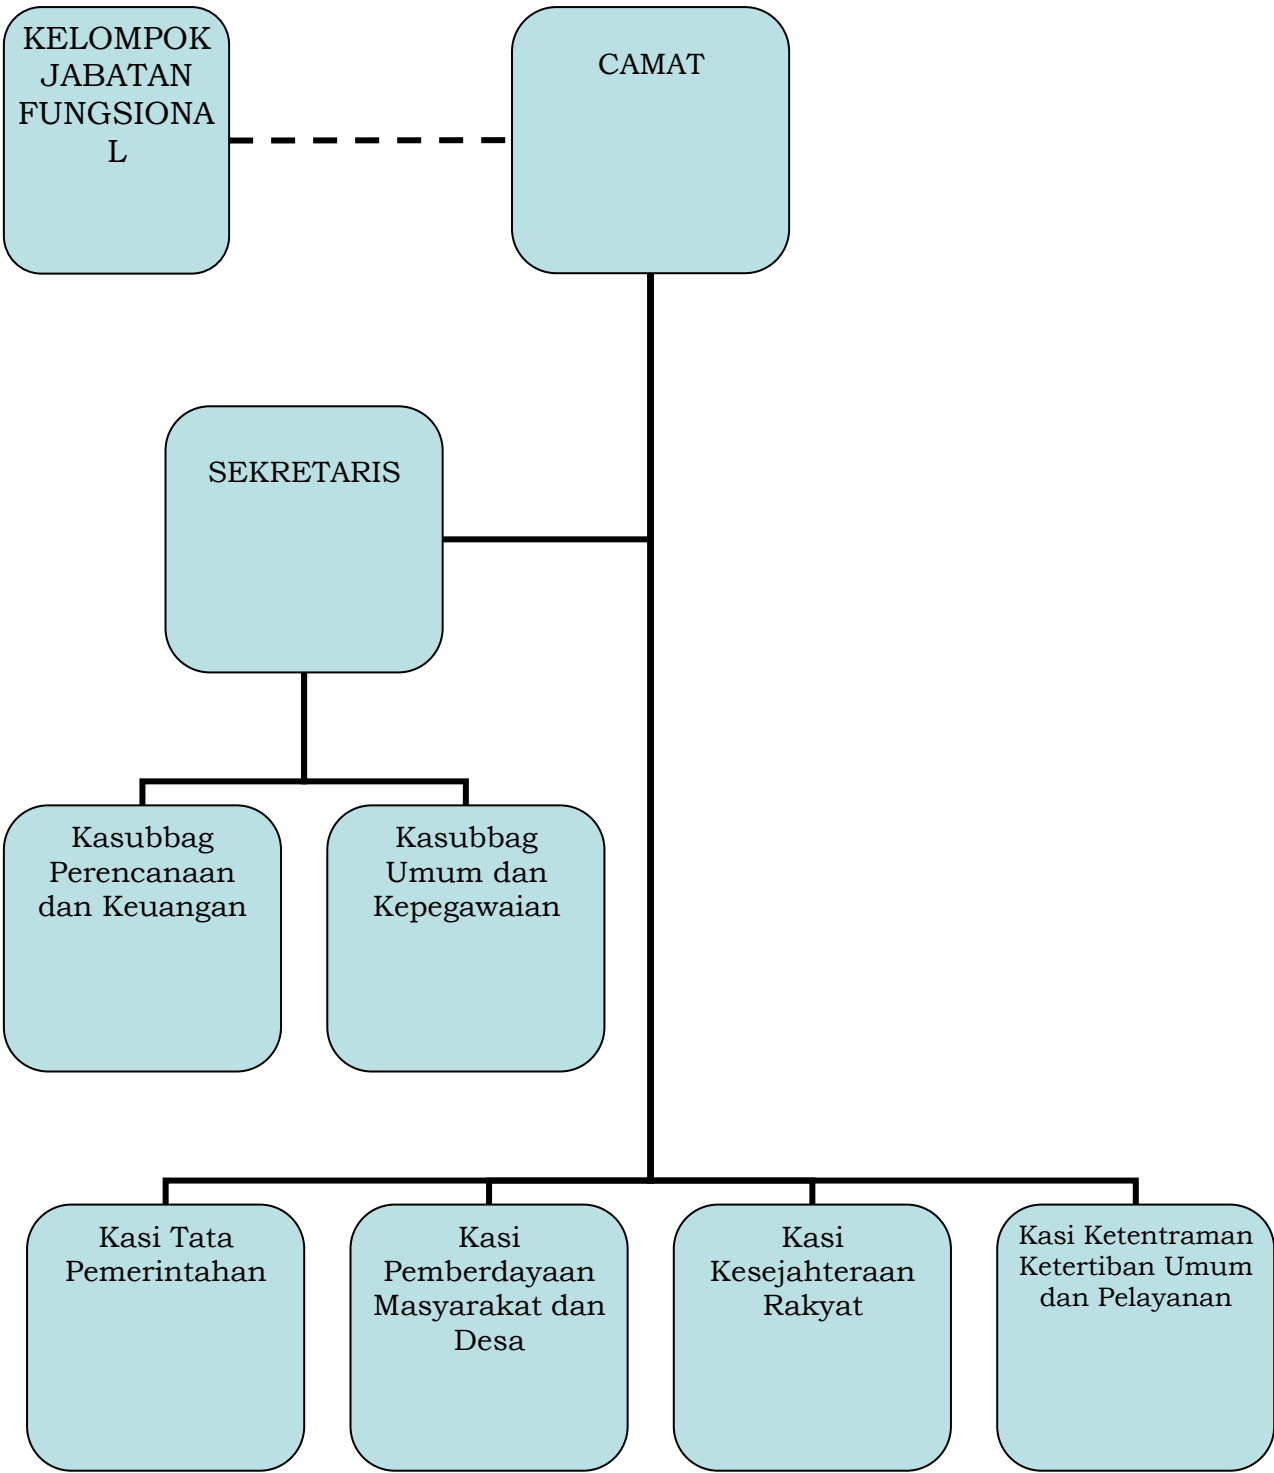 KELOMPOK
JABATAN
FUNGSIONA
L
CAMAT
SEKRETARIS
Kasubbag
Perencanaan
dan Keuangan
Kasubbag
Umum dan
Kepegawaian
Kasi Tata
Pemerintahan
Kasi
Pemberdayaan
Masyarakat dan
Desa
Kasi
Kesejahteraan
Rakyat
Kasi Ketentraman
Ketertiban Umum
dan Pelayanan